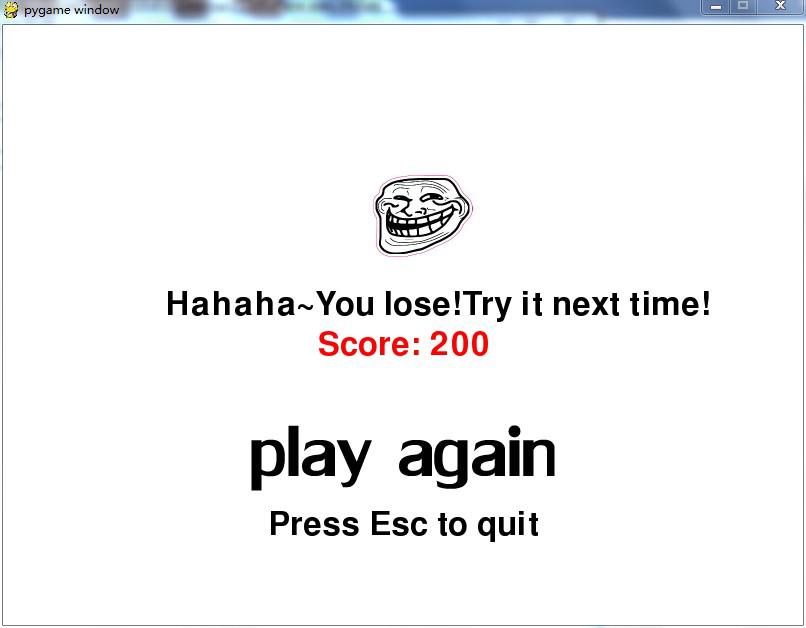 pygame window
Hahaha~You lose!Try it next time!
Score: 200
play again
Press Esc to quit